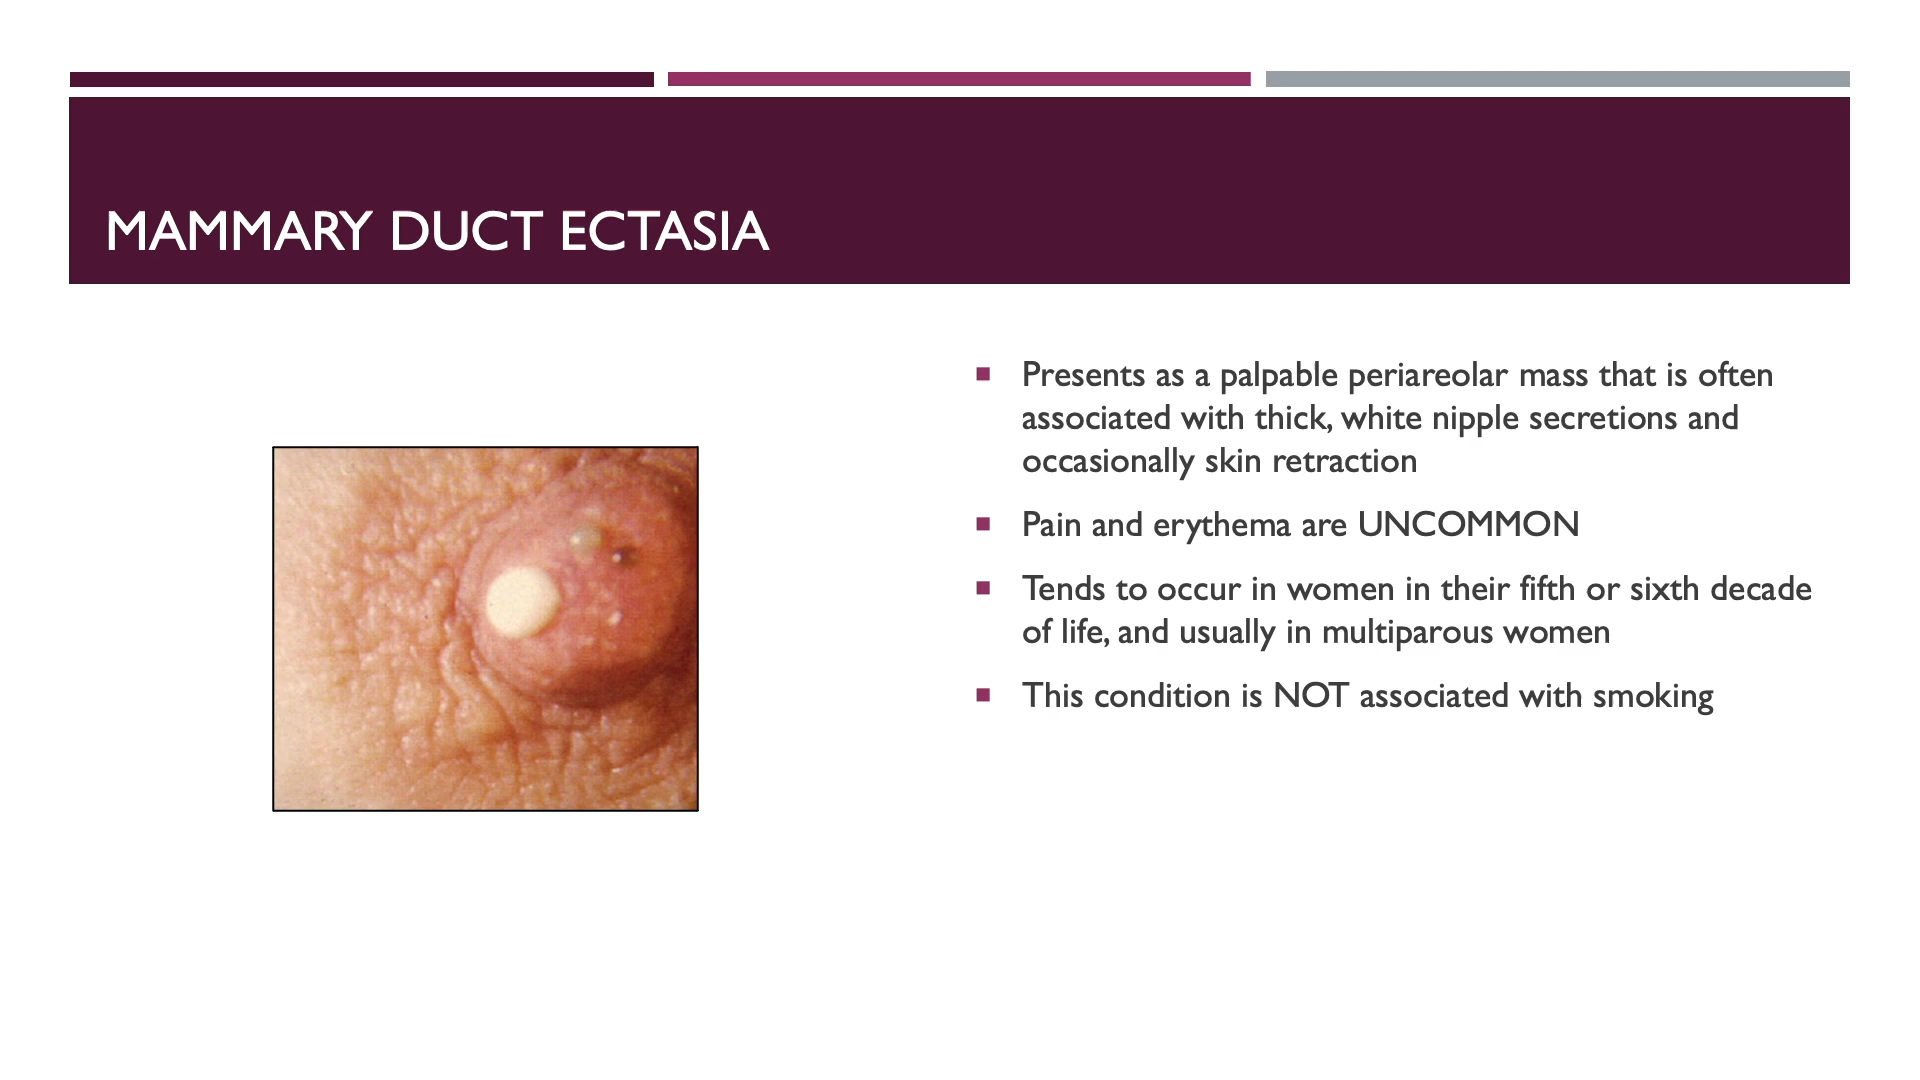 MAMMARY DUCT ECTASIA
Presents as a palpable periareolar mass that is often
associated with thick, white nipple secretions and
occasionally skin retraction
Pain and erythema are UNCOMMON
Tends to occur in women in their fifth or sixth decade
of life, and usually in multiparous women
This condition is NOT associated with smoking